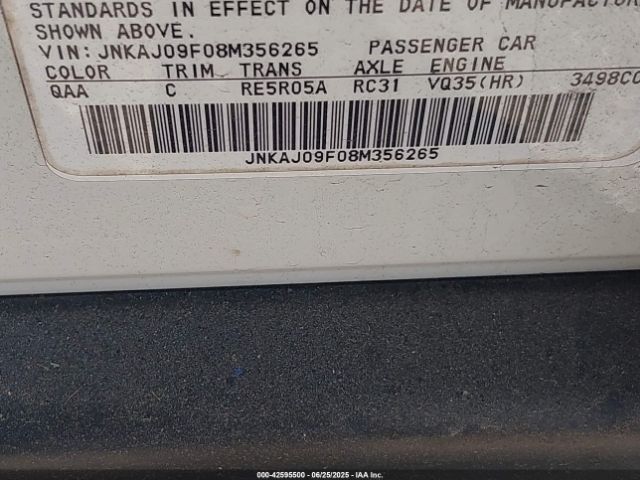 STANDARDS IN EFFECT ON THE DATE OF
SHOWN ABOVE.
VIN: JNKAJ09F08M356265 PASSENGER CAR
COLOR TRIM TRANS AXLE ENGINE
QAA C RE5R05A RC31 VQ35(HR) 3498CC
JNKAJ09F08M356265
000-42595500 - 06/25/2025 - IAA Inc.